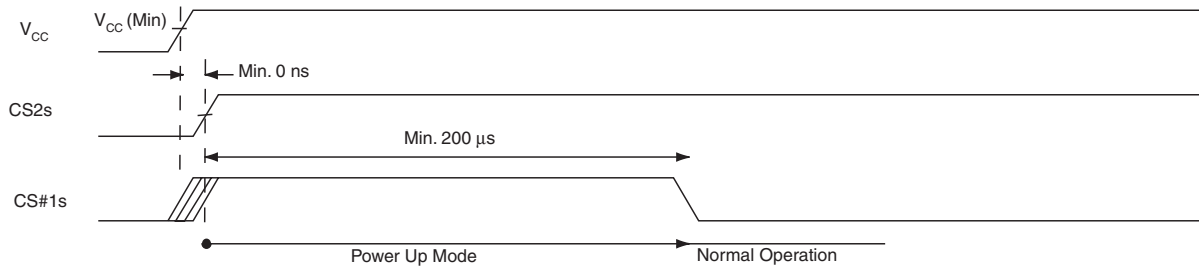 V_CC
V_CC (Min)
Min. 0 ns
CS2s
Min. 200 µs
CS#1s
Power Up Mode
Normal Operation